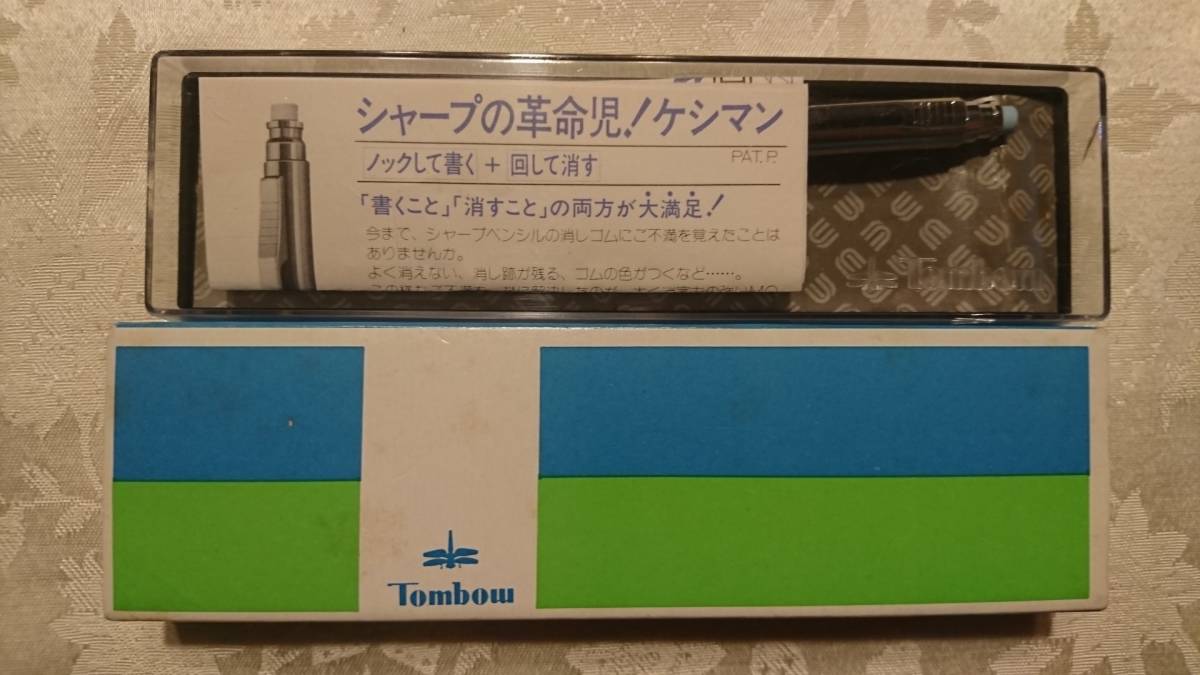 シャープの革命児!ケシマン
PAT.P.
ノックして書く + 回して消す
「書くこと」「消すこと」の両方が大満足!
今まで、シャープペンシルの消しゴムにご不満を覚えたことは
ありませんか。
よく消えない、消し跡が残る、ゴムの色がつくなど……。
Tombow
Tombow